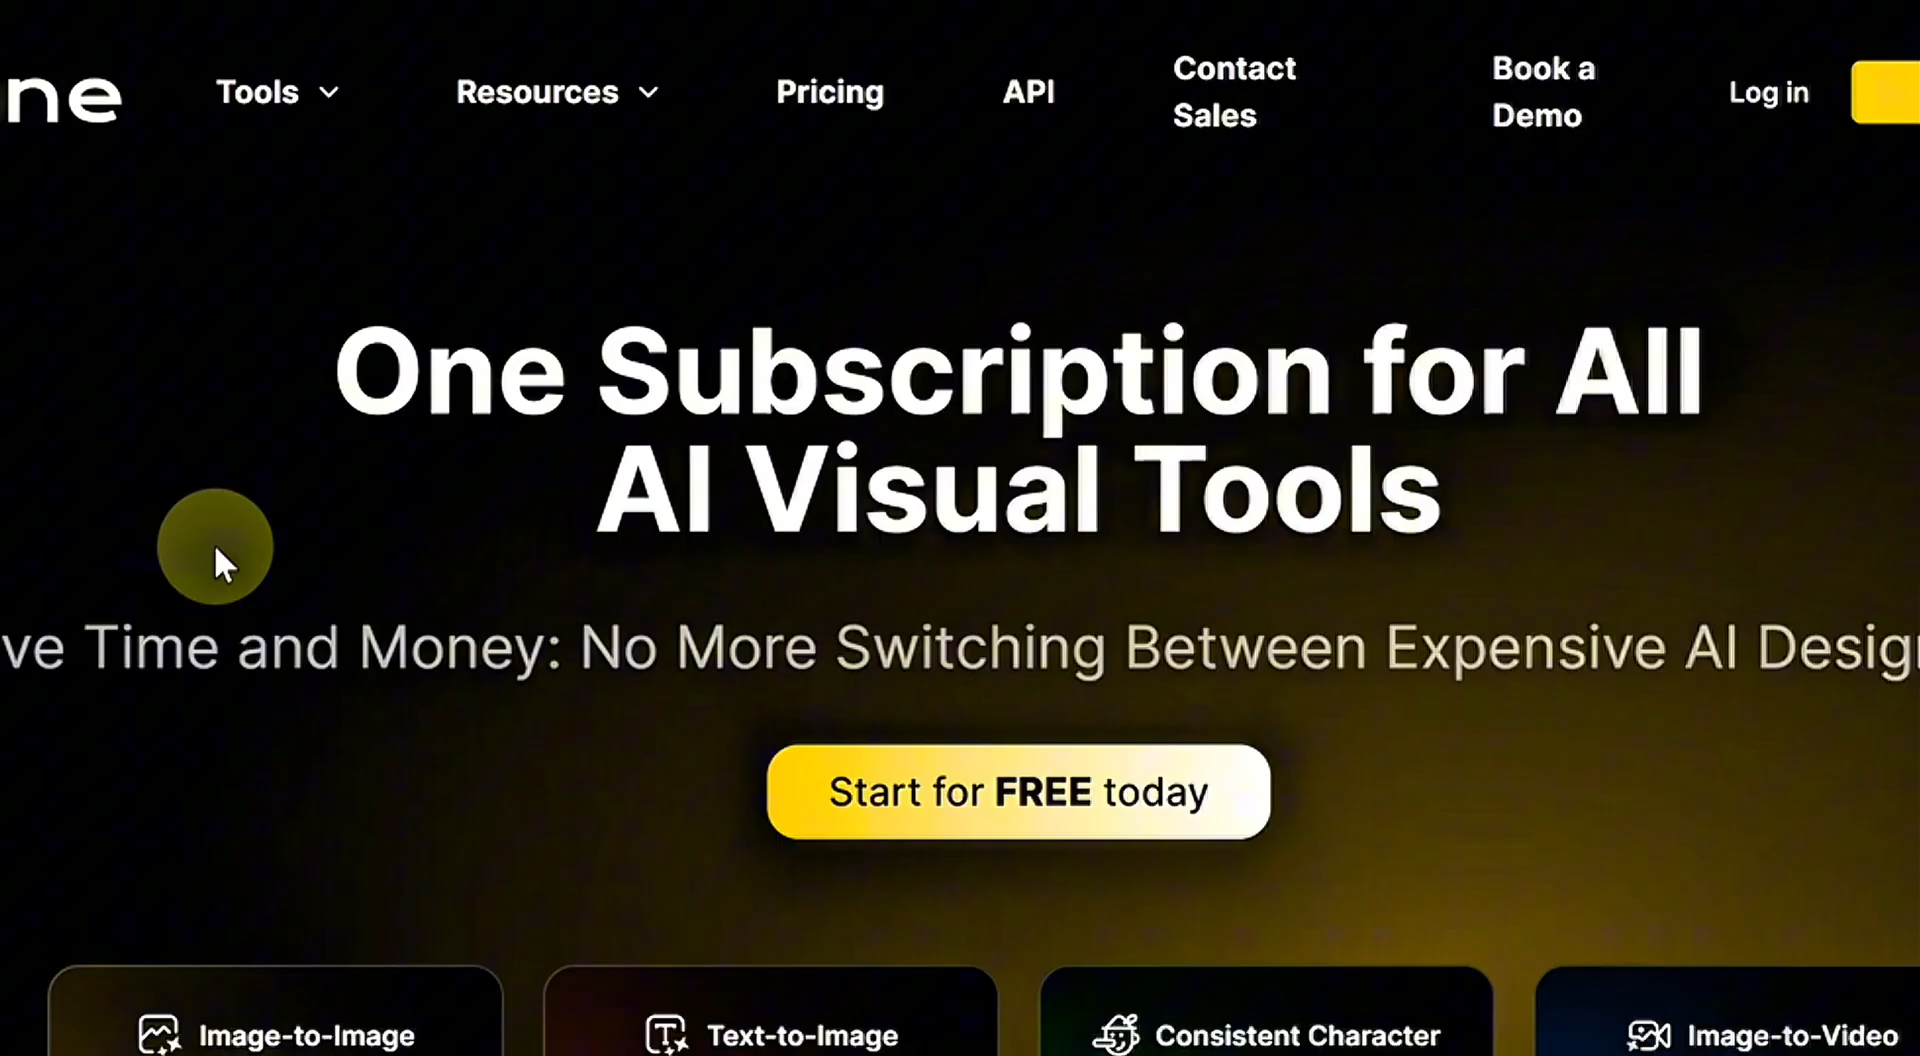 ne
Tools
Resources
Pricing
API
Contact
Sales
Book a
Demo
Log in
One Subscription for All
AI Visual Tools
ve Time and Money: No More Switching Between Expensive AI Desig
Start for FREE today
Image-to-Image
Text-to-Image
Consistent Character
Image-to-Video